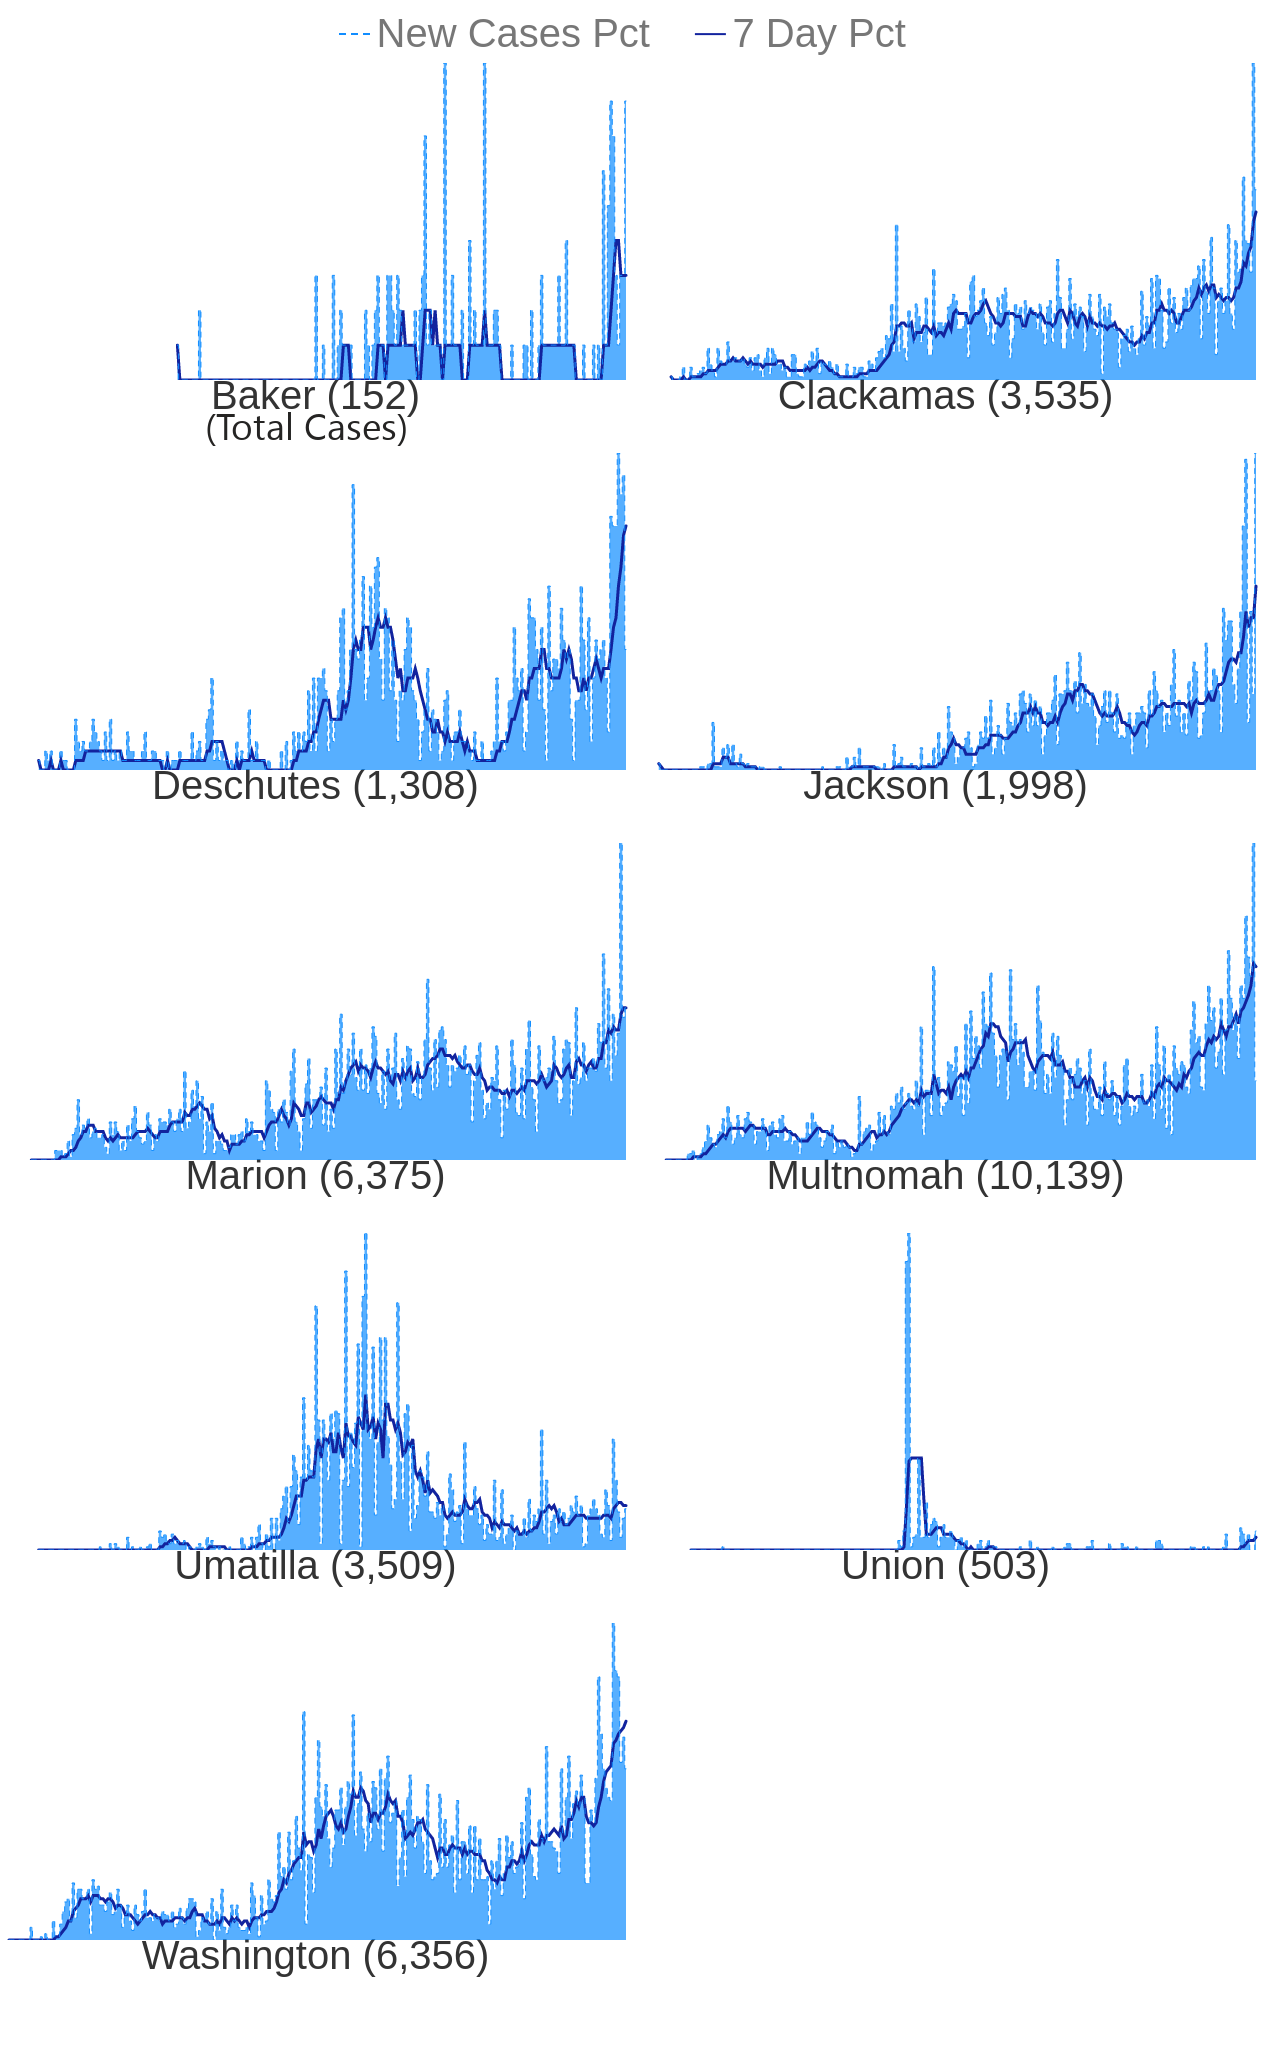 New Cases Pct 7 Day Pct
Baker (152) Clackamas (3,535)
(Total Cases)
Deschutes (1,308) Jackson (1,998)
Marion (6,375) Multnomah (10,139)
Umatilla (3,509) Union (503)
Washington (6,356)